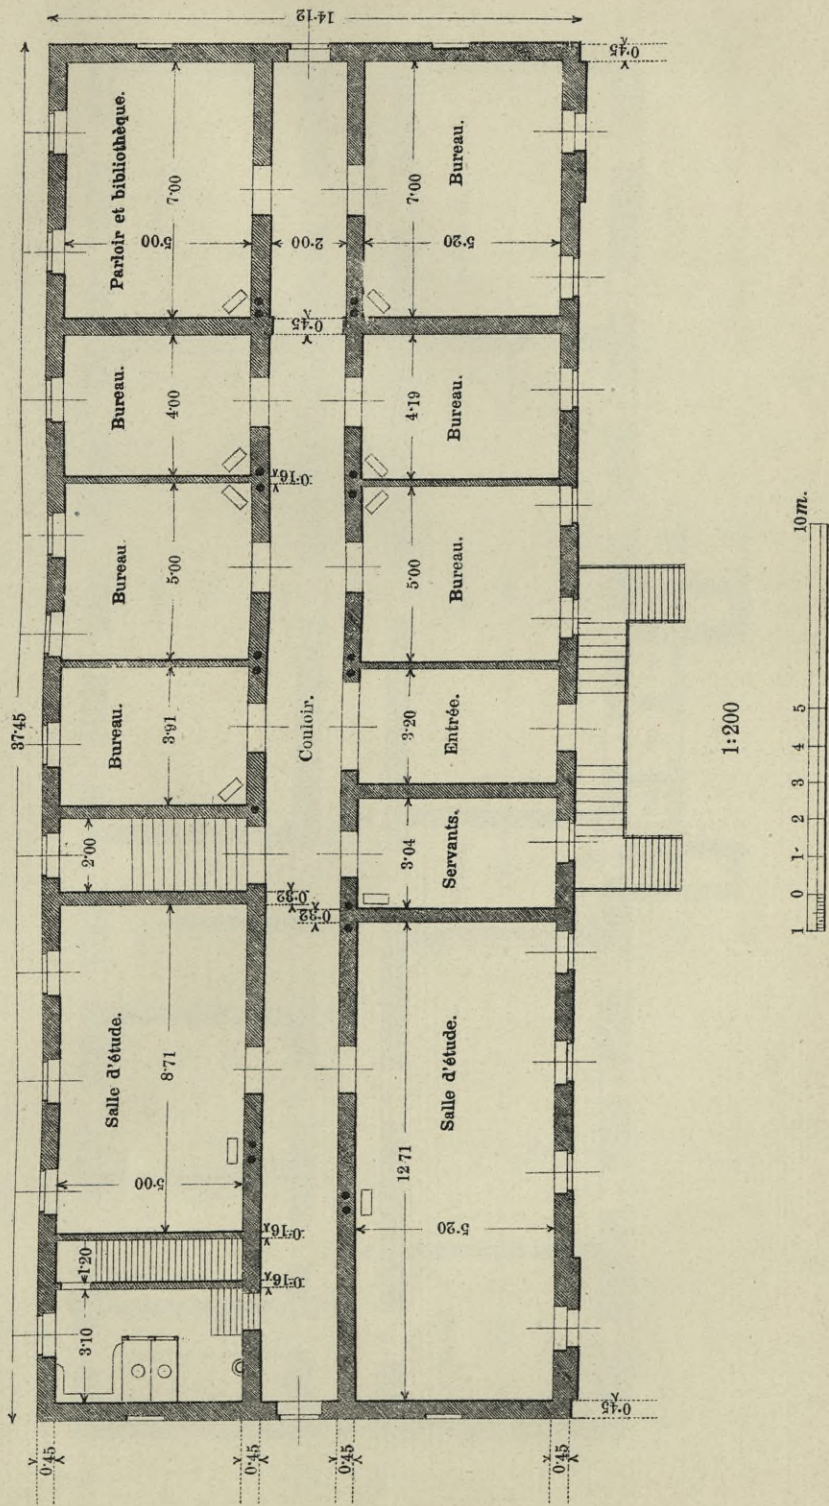 37·45
14·12
0·45
Parloir et bibliothèque.
7·00
5·00
2·00
Bureau.
7·00
5·20
0·45
Bureau.
4·00
Bureau.
4·19
0·16
Bureau
5·00
Bureau.
5·00
Bureau.
3·91
Couloir.
Entrée.
3·20
2·00
Servants.
3·04
0·32
0·32
Salle d'étude.
8·71
5·00
Salle d'étude.
12·71
5·20
0·16
1·20
0·16
3·10
0·45
0·45
0·45
0·45
0·45
1:200
1 0 1 2 3 4 5 10 m.